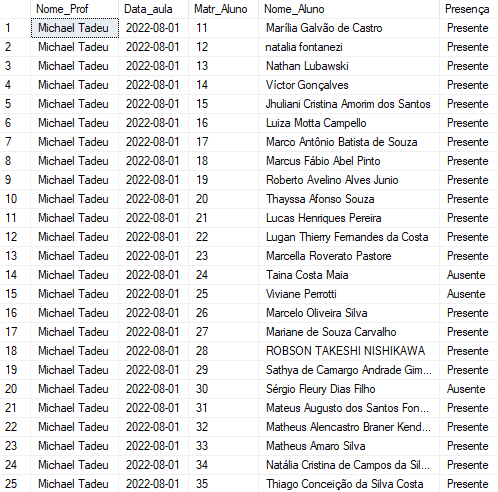 Nome_Prof Data_aula Matr_Aluno Nome_Aluno Presença
1 Michael Tadeu 2022-08-01 11 Marília Galvão de Castro Presente
2 Michael Tadeu 2022-08-01 12 natalia fontanezi Presente
3 Michael Tadeu 2022-08-01 13 Nathan Lubawski Presente
4 Michael Tadeu 2022-08-01 14 Víctor Gonçalves Presente
5 Michael Tadeu 2022-08-01 15 Jhuliani Cristina Amorim dos Santos Presente
6 Michael Tadeu 2022-08-01 16 Luiza Motta Campello Presente
7 Michael Tadeu 2022-08-01 17 Marco Antônio Batista de Souza Presente
8 Michael Tadeu 2022-08-01 18 Marcus Fábio Abel Pinto Presente
9 Michael Tadeu 2022-08-01 19 Roberto Avelino Alves Junio Presente
10 Michael Tadeu 2022-08-01 20 Thayssa Afonso Souza Presente
11 Michael Tadeu 2022-08-01 21 Lucas Henriques Pereira Presente
12 Michael Tadeu 2022-08-01 22 Lugan Thierry Fernandes da Costa Presente
13 Michael Tadeu 2022-08-01 23 Marcella Roverato Pastore Presente
14 Michael Tadeu 2022-08-01 24 Taina Costa Maia Ausente
15 Michael Tadeu 2022-08-01 25 Viviane Perrotti Ausente
16 Michael Tadeu 2022-08-01 26 Marcelo Oliveira Silva Presente
17 Michael Tadeu 2022-08-01 27 Mariane de Souza Carvalho Presente
18 Michael Tadeu 2022-08-01 28 ROBSON TAKESHI NISHIKAWA Presente
19 Michael Tadeu 2022-08-01 29 Sathya de Camargo Andrade Gim... Presente
20 Michael Tadeu 2022-08-01 30 Sérgio Fleury Dias Filho Ausente
21 Michael Tadeu 2022-08-01 31 Mateus Augusto dos Santos Fon... Presente
22 Michael Tadeu 2022-08-01 32 Matheus Alencastro Braner Kend... Presente
23 Michael Tadeu 2022-08-01 33 Matheus Amaro Silva Presente
24 Michael Tadeu 2022-08-01 34 Natália Cristina de Campos da Sil... Presente
25 Michael Tadeu 2022-08-01 35 Thiago Conceição da Silva Costa Presente